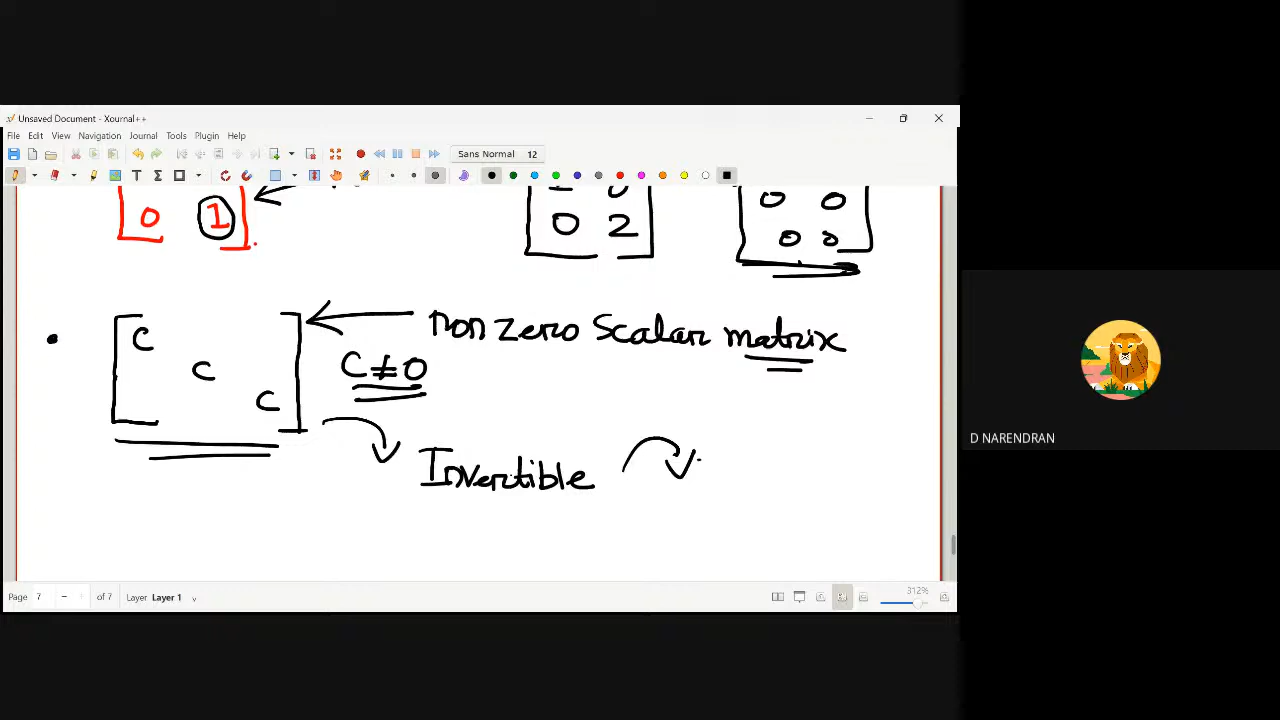 Unsaved Document - Xournal++
File Edit View Navigation Journal Tools Plugin Help
Sans Normal 12
0 1
0 2
0 0
0 0
C
C
C
non zero Scalar matrix
C ≠ 0
Invertible
D NARENDRAN
Page 7 of 7 Layer Layer 1 312%